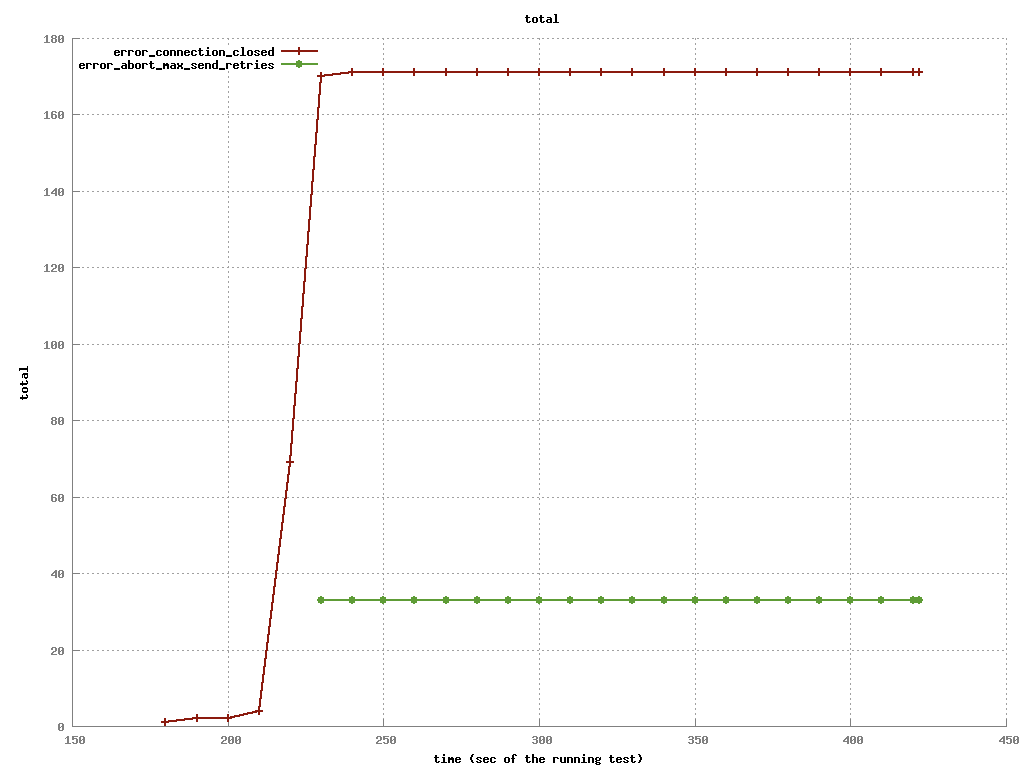 total
error_connection_closed
error_abort_max_send_retries
180
160
140
120
100
80
60
40
20
0
total
150 200 250 300 350 400 450
time (sec of the running test)